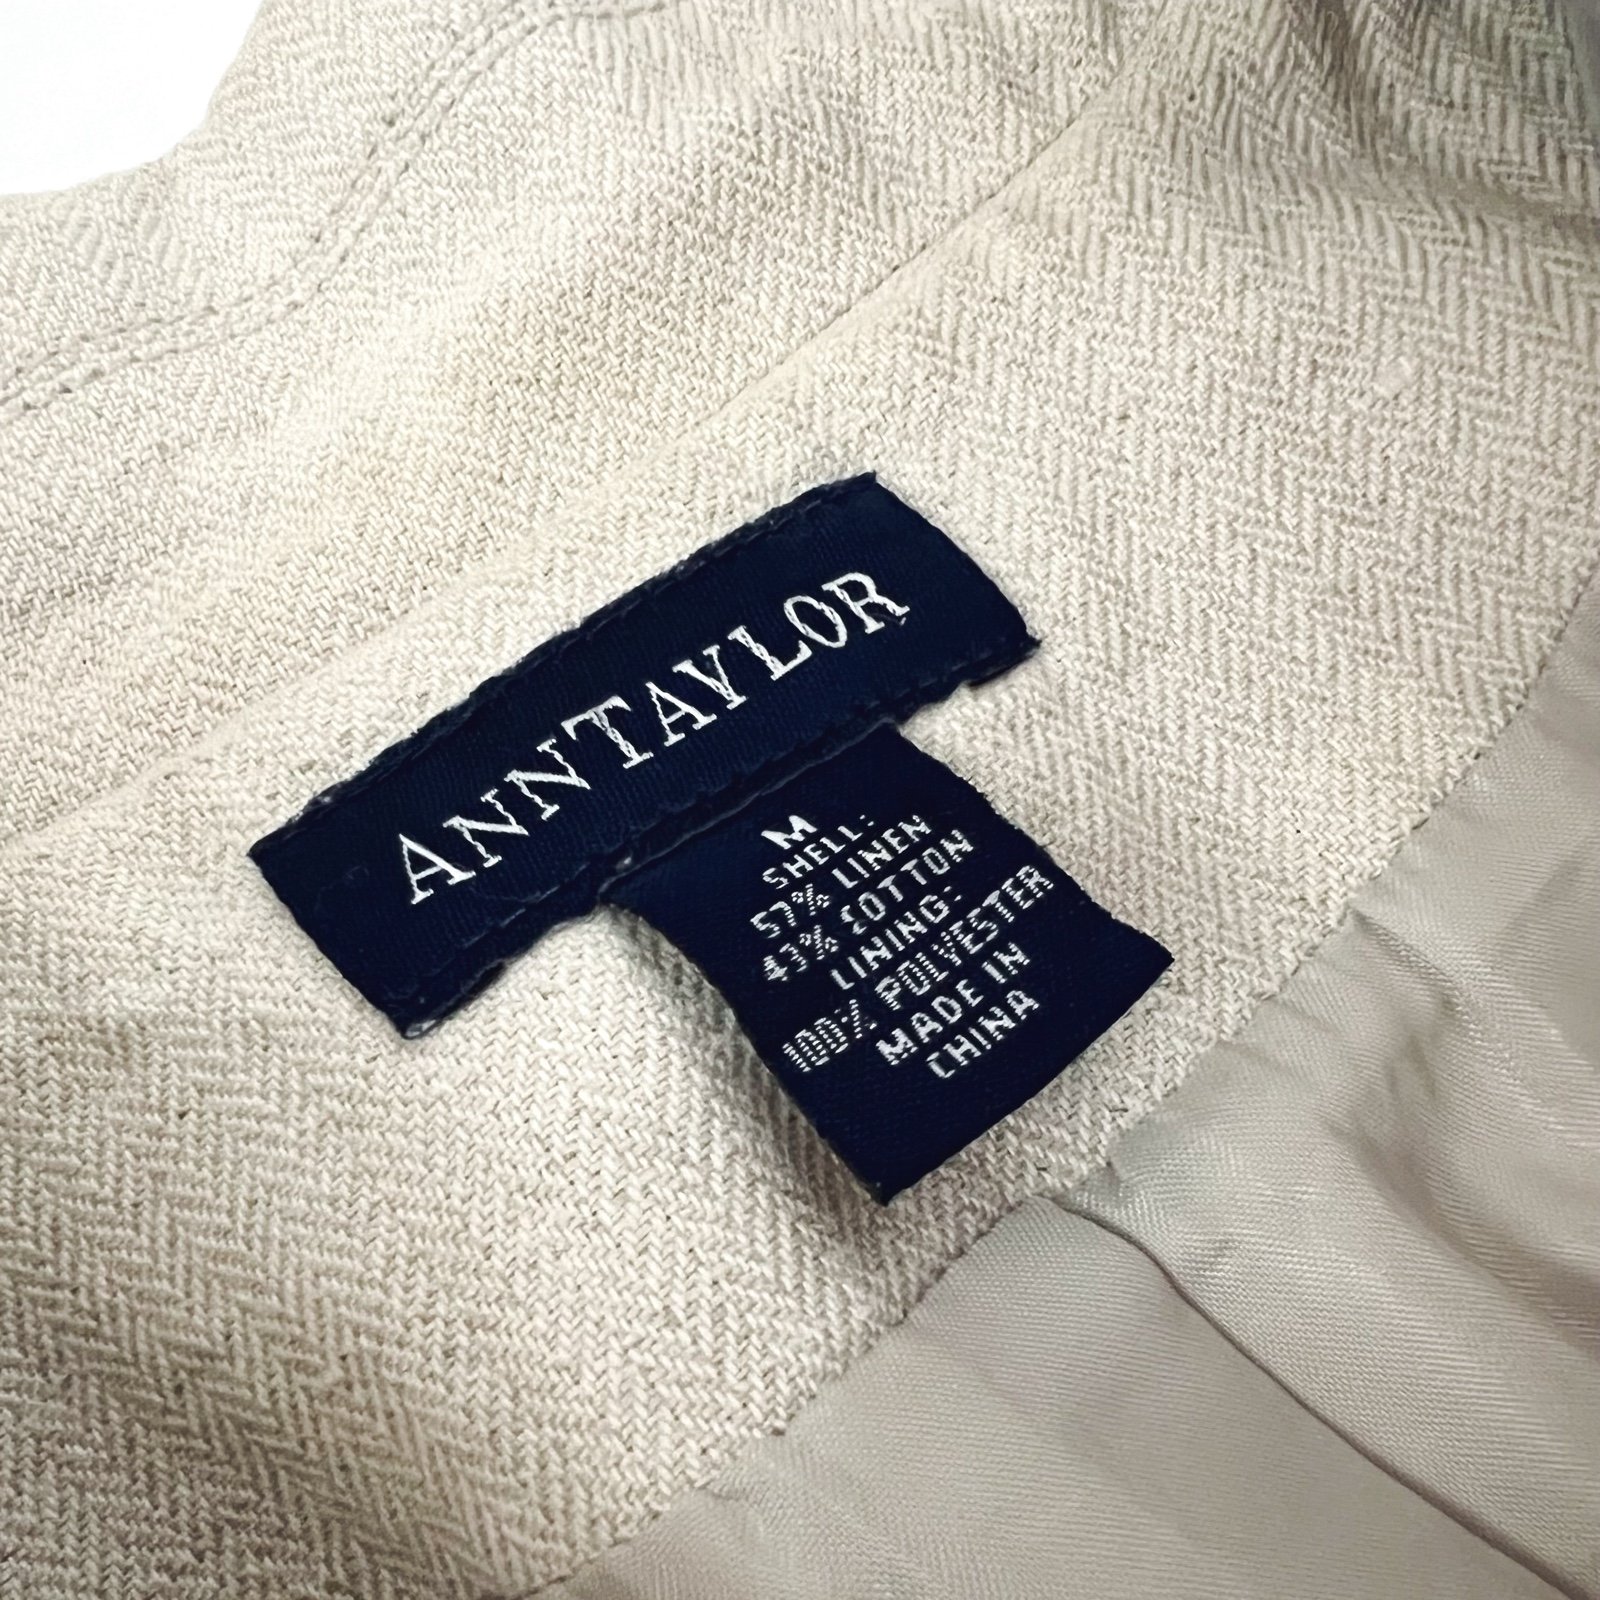 ANNTAYLOR
M
SHELL:
57% LINEN
43% COTTON
LINING:
100% POLYESTER
MADE IN
CHINA